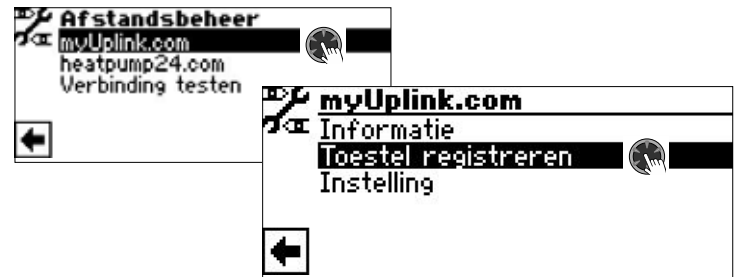 Afstandsbeheer
myUplink.com
heatpump24.com
Verbinding testen
myUplink.com
Informatie
Toestel registreren
Instelling